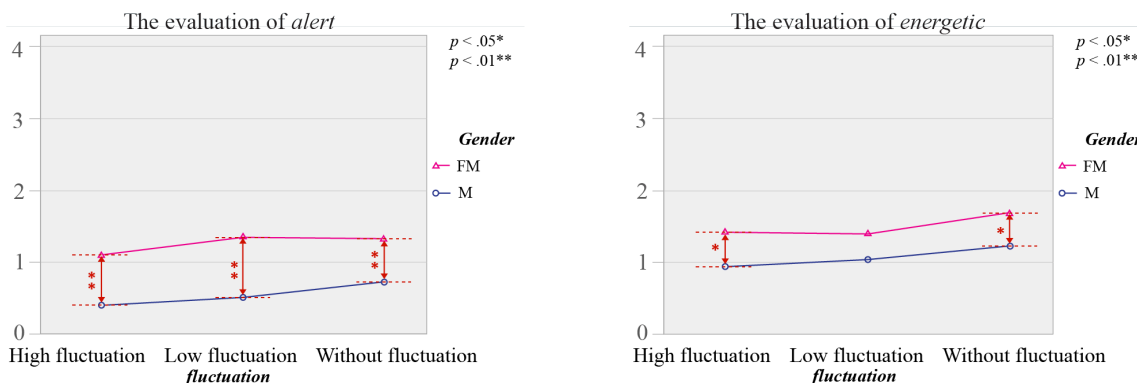 The evaluation of alert
p < .05*
p < .01**
4
3
2
1
0
**
**
**
Gender
FM
M
High fluctuation
Low fluctuation
Without fluctuation
fluctuation
The evaluation of energetic
p < .05*
p < .01**
4
3
2
1
0
*
*
Gender
FM
M
High fluctuation
Low fluctuation
Without fluctuation
fluctuation